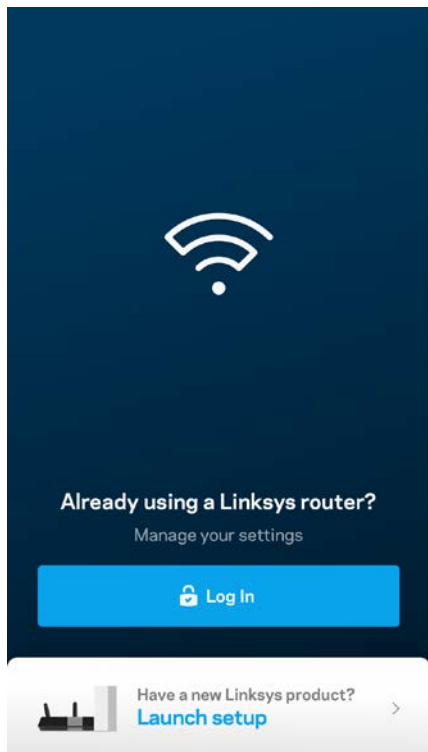 Already using a Linksys router?
Manage your settings
Log In
Have a new Linksys product?
Launch setup